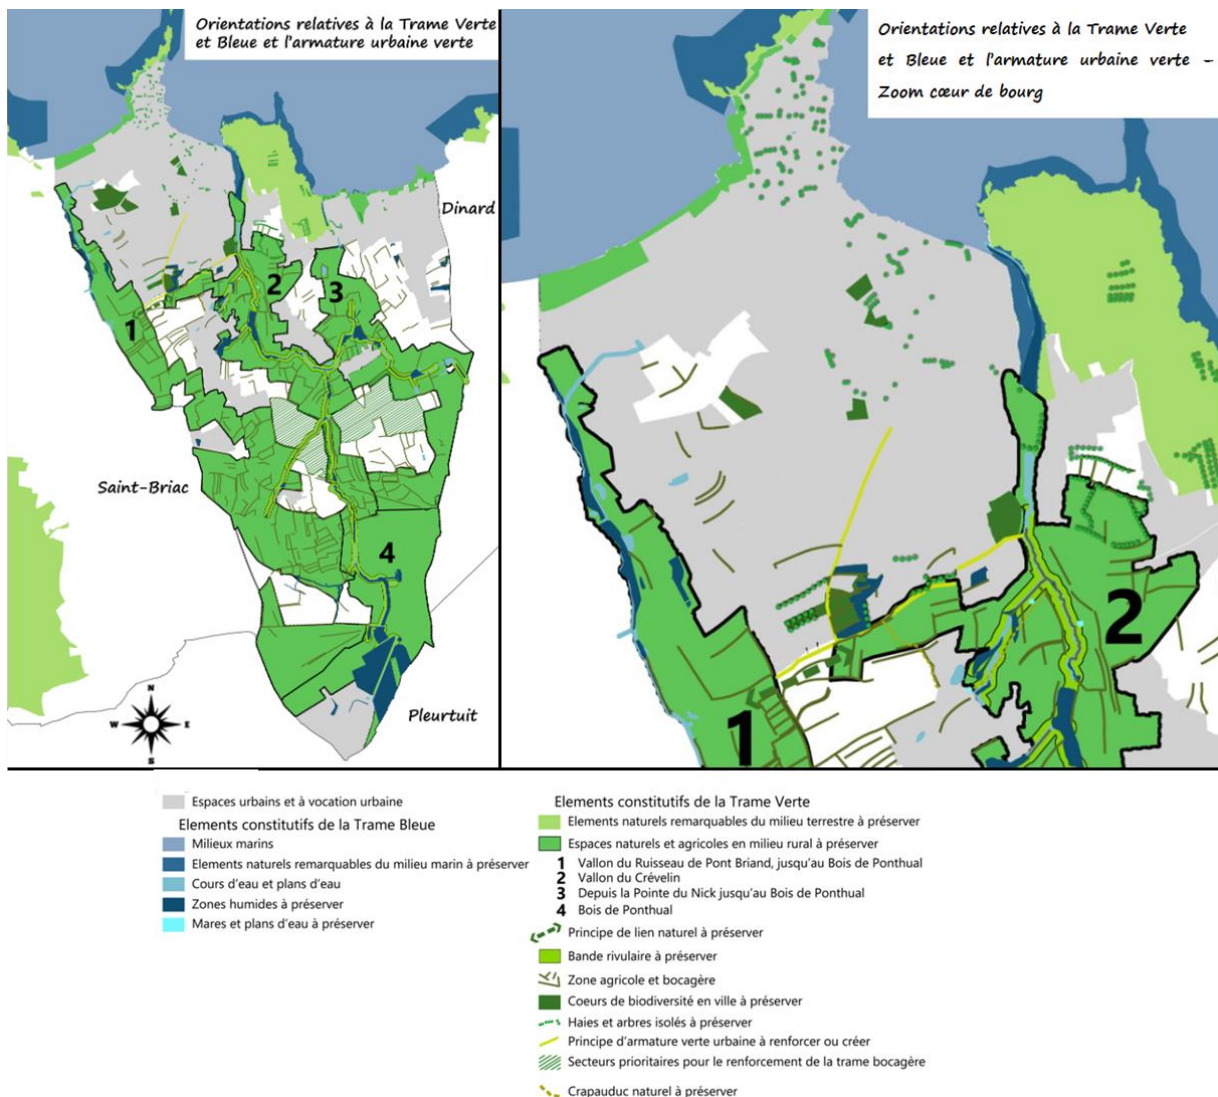 Orientations relatives à la Trame Verte
et Bleue et l'armature urbaine verte
Dinard
1
2
3
4
Saint-Briac
Pleurtuit
N
W
E
S
Orientations relatives à la Trame Verte
et Bleue et l'armature urbaine verte -
Zoom cœur de bourg
1
2
Espaces urbains et à vocation urbaine
Elements constitutifs de la Trame Bleue
Milieux marins
Elements naturels remarquables du milieu marin à préserver
Cours d'eau et plans d'eau
Zones humides à préserver
Mares et plans d'eau à préserver
Elements constitutifs de la Trame Verte
Elements naturels remarquables du milieu terrestre à préserver
Espaces naturels et agricoles en milieu rural à préserver
1 Vallon du Ruisseau de Pont Briand, jusqu'au Bois de Ponthual
2 Vallon du Crévelin
3 Depuis la Pointe du Nick jusqu'au Bois de Ponthual
4 Bois de Ponthual
Principe de lien naturel à préserver
Bande rivulaire à préserver
Zone agricole et bocagère
Coeurs de biodiversité en ville à préserver
Haies et arbres isolés à préserver
Principe d'armature verte urbaine à renforcer ou créer
Secteurs prioritaires pour le renforcement de la trame bocagère
Crapauduc naturel à préserver